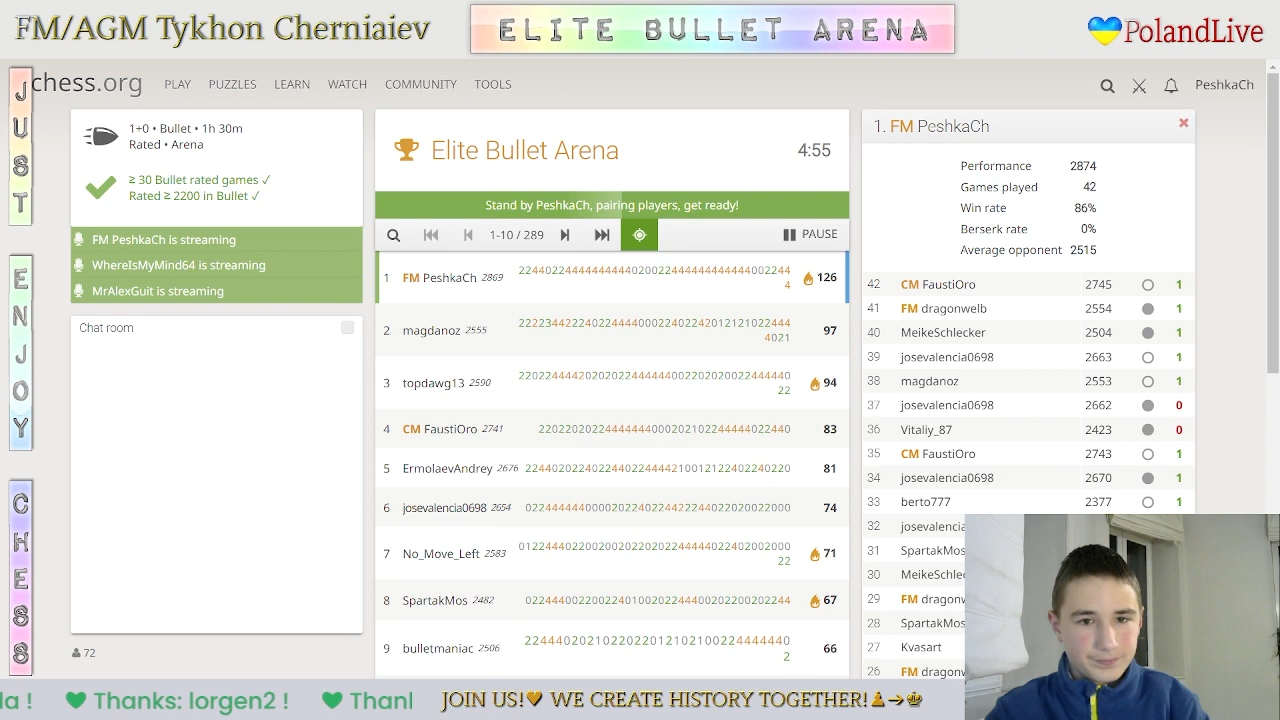 FM/AGM Tykhon Cherniaiev
ELITE BULLET ARENA
PolandLive
JUST
ENJOY
CHESS
chess.org
PLAY
PUZZLES
LEARN
WATCH
COMMUNITY
TOOLS
PeshkaCh
1+0 • Bullet • 1h 30m
Rated • Arena
≥ 30 Bullet rated games ✓
Rated ≥ 2200 in Bullet ✓
FM PeshkaCh is streaming
WhereIsMyMind64 is streaming
MrAlexGuit is streaming
Chat room
72
Elite Bullet Arena
4:55
Stand by PeshkaCh, pairing players, get ready!
1-10 / 289
PAUSE
1 FM PeshkaCh 2869 126
2 magdanoz 2555 97
3 topdawg13 2590 94
4 CM FaustiOro 2741 83
5 ErmolaevAndrey 2676 81
6 josevalencia0698 2654 74
7 No_Move_Left 2583 71
8 SpartakMos 2482 67
9 bulletmaniac 2506 66
1. FM PeshkaCh
Performance 2874
Games played 42
Win rate 86%
Berserk rate 0%
Average opponent 2515
42 CM FaustiOro 2745 1
41 FM dragonwelb 2554 1
40 MeikeSchlecker 2504 1
39 josevalencia0698 2663 1
38 magdanoz 2553 1
37 josevalencia0698 2662 0
36 Vitaliy_87 2423 0
35 CM FaustiOro 2743 1
34 josevalencia0698 2670 1
33 berto777 2377 1
32 josevalencia
31 SpartakMos
30 MeikeSchle
29 FM dragonw
28 SpartakMos
27 Kvasart
26 FM dragonw
la !
Thanks: lorgen2 !
Thanl
JOIN US! WE CREATE HISTORY TOGETHER!